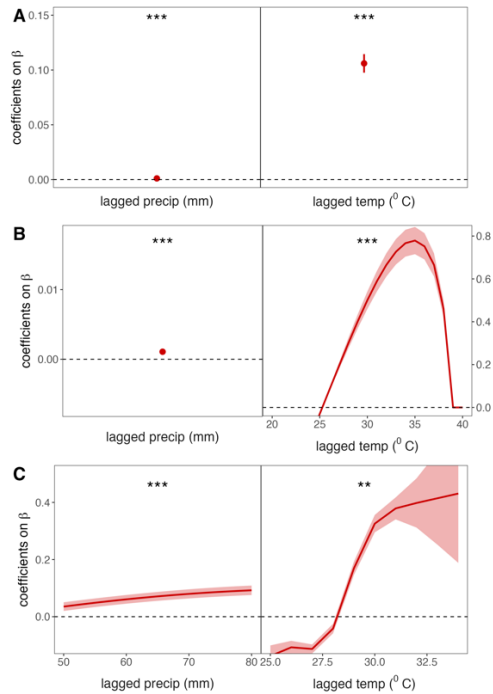 A
coefficients on β
0.15
0.10
0.05
0.00
***
***
lagged precip (mm)
lagged temp (⁰ C)
B
coefficients on β
0.01
0.00
***
***
0.8
0.6
0.4
0.2
0.0
20
25
30
35
40
lagged precip (mm)
lagged temp (⁰ C)
C
coefficients on β
0.4
0.2
0.0
***
**
50
60
70
80
25.0
27.5
30.0
32.5
lagged precip (mm)
lagged temp (⁰ C)